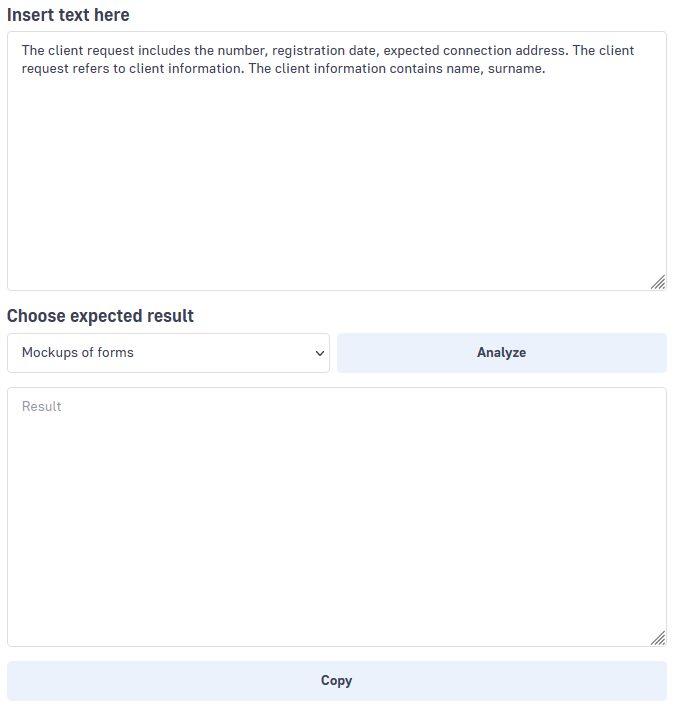 Insert text here
The client request includes the number, registration date, expected connection address. The client
request refers to client information. The client information contains name, surname.
Choose expected result
Mockups of forms
Analyze
Result
Copy